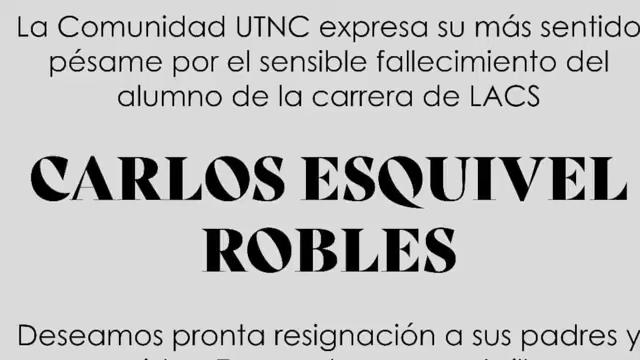 La Comunidad UTNC expresa su más sentido
pésame por el sensible fallecimiento del
alumno de la carrera de LACS
CARLOS ESQUIVEL
ROBLES
Deseamos pronta resignación a sus padres y